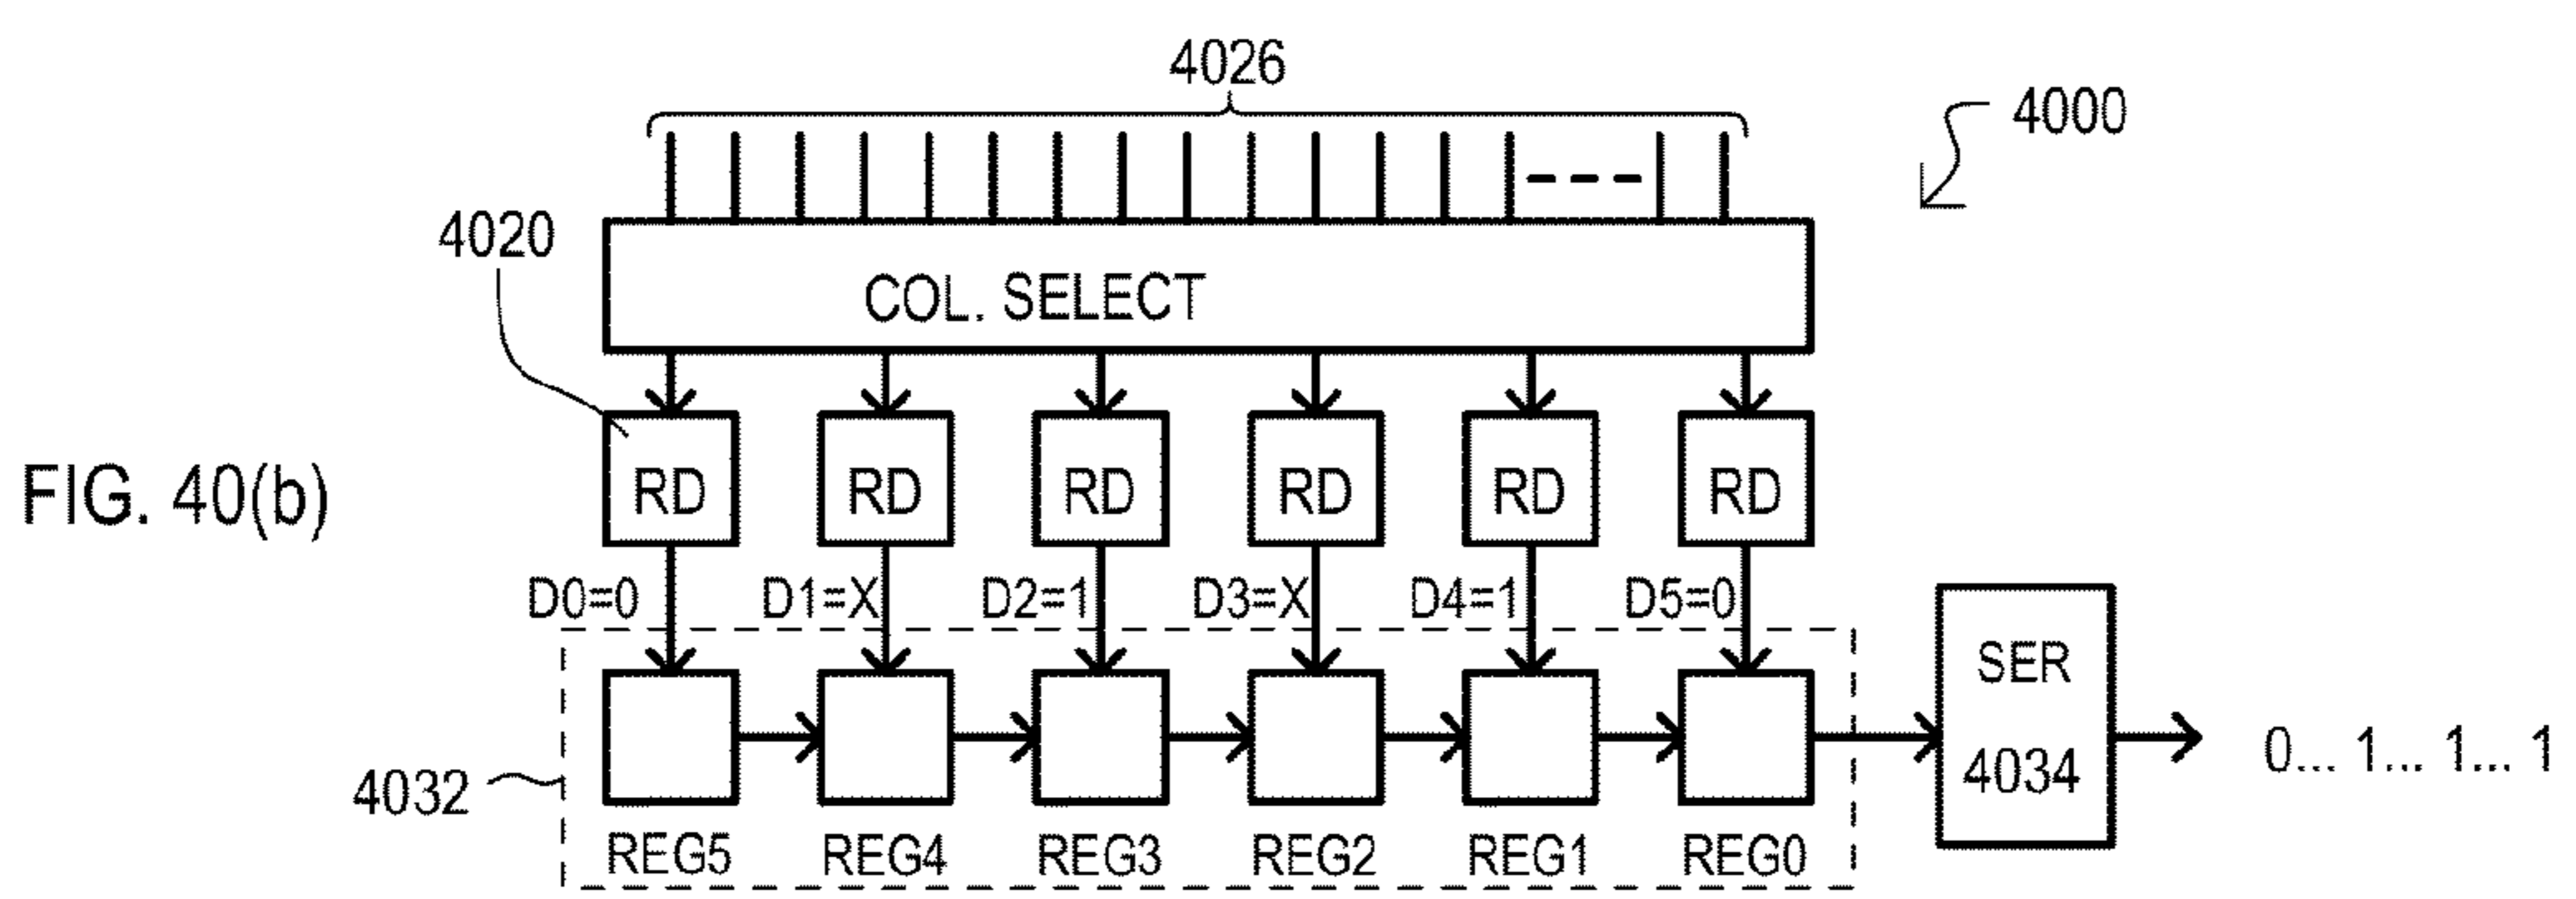 4026
4000
4020
COL. SELECT
FIG. 40(b)
RD RD RD RD RD RD
D0=0 D1=X D2=1 D3=X D4=1 D5=0
SER
4034
0... 1... 1... 1
4032
REG5 REG4 REG3 REG2 REG1 REG0